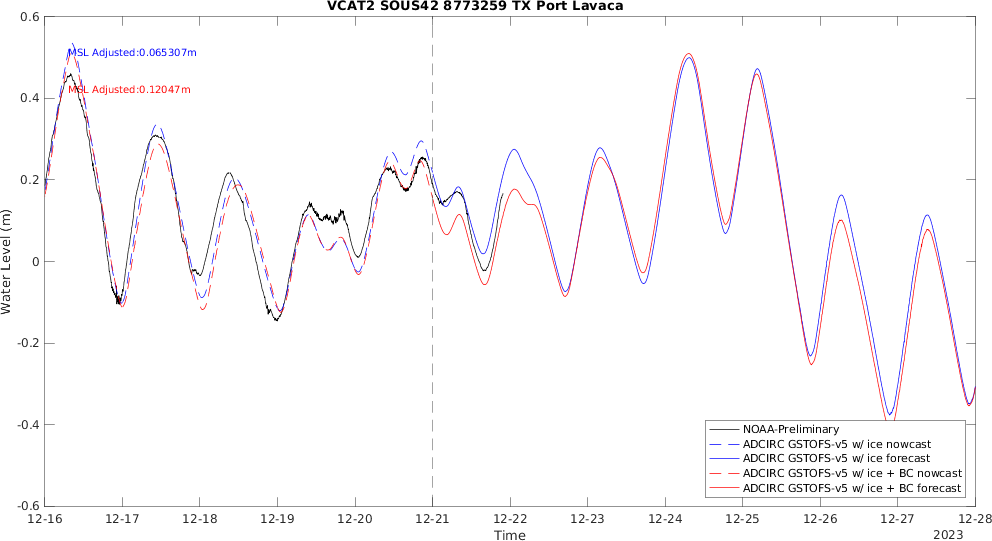 VCAT2 SOUS42 8773259 TX Port Lavaca
0.6
0.4
0.2
0
-0.2
-0.4
-0.6
Water Level (m)
MSL Adjusted:0.065307m
MSL Adjusted:0.12047m
NOAA-Preliminary
ADCIRC GSTOFS-v5 w/ ice nowcast
ADCIRC GSTOFS-v5 w/ ice forecast
ADCIRC GSTOFS-v5 w/ ice + BC nowcast
ADCIRC GSTOFS-v5 w/ ice + BC forecast
12-16 12-17 12-18 12-19 12-20 12-21 12-22 12-23 12-24 12-25 12-26 12-27 12-28
Time
2023